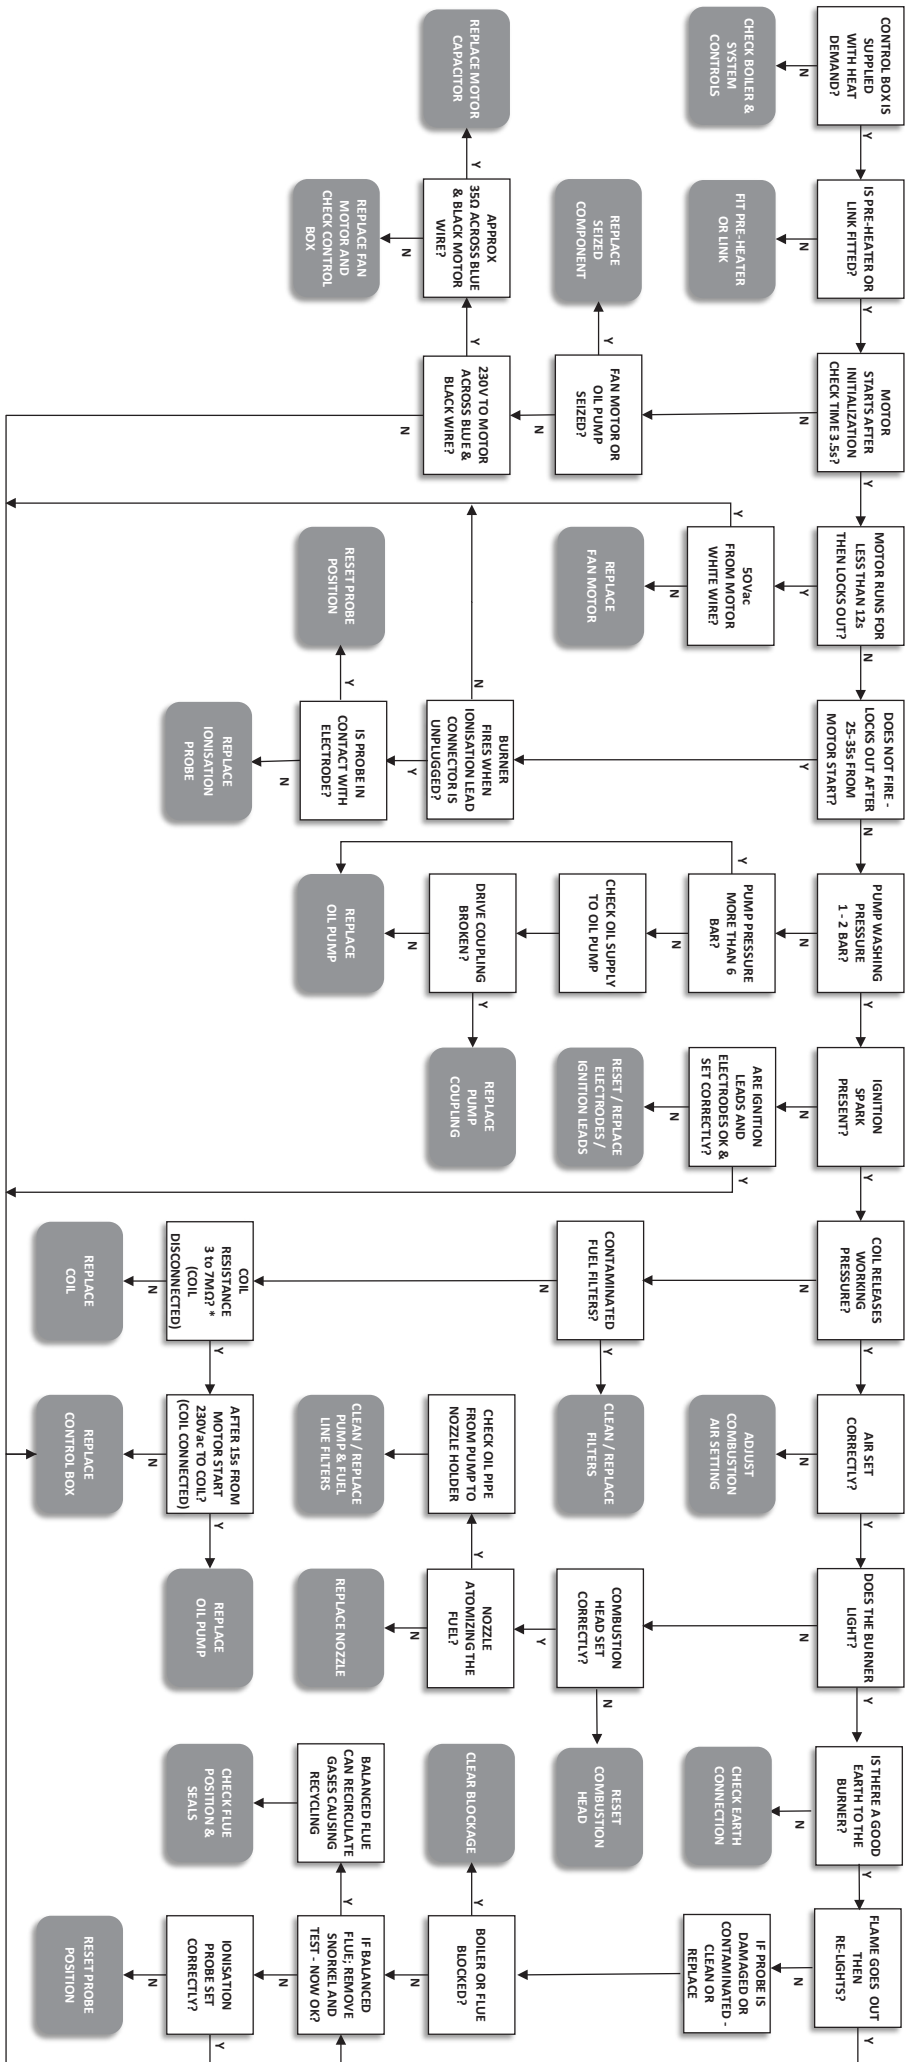 CONTROL BOX IS
SUPPLIED
WITH HEAT
DEMAND?
Y
N
CHECK BOILER &
SYSTEM
CONTROLS
IS PRE-HEATER OR
LINK FITTED?
Y
N
FIT PRE-HEATER
OR LINK
MOTOR
STARTS AFTER
INITIALIZATION
CHECK TIME 3.5s?
Y
N
FAN MOTOR OR
OIL PUMP
SEIZED?
Y
N
REPLACE
SEIZED
COMPONENT
230V TO MOTOR
ACROSS BLUE &
BLACK WIRE?
Y
N
APPROX
35Ω ACROSS BLUE
& BLACK MOTOR
WIRE?
Y
N
REPLACE MOTOR
CAPACITOR
REPLACE FAN
MOTOR AND
CHECK CONTROL
BOX
MOTOR RUNS FOR
LESS THAN 12s
THEN LOCKS OUT?
N
Y
50Vac
FROM MOTOR
WHITE WIRE?
Y
N
REPLACE
FAN MOTOR
DOES NOT FIRE -
LOCKS OUT AFTER
25-35s FROM
MOTOR START?
N
Y
BURNER
FIRES WHEN
IONISATION LEAD
CONNECTOR IS
UNPLUGGED?
N
Y
IS PROBE IN
CONTACT WITH
ELECTRODE?
Y
N
RESET PROBE
POSITION
REPLACE
IONISATION
PROBE
PUMP WASHING
PRESSURE
1 - 2 BAR?
Y
N
PUMP PRESSURE
MORE THAN 6
BAR?
Y
N
CHECK OIL SUPPLY
TO OIL PUMP
DRIVE COUPLING
BROKEN?
Y
N
REPLACE
OIL PUMP
REPLACE
PUMP
COUPLING
IGNITION
SPARK
PRESENT?
Y
N
ARE IGNITION
LEADS AND
ELECTRODES OK &
SET CORRECTLY?
Y
N
RESET / REPLACE
ELECTRODES /
IGNITION LEADS
COIL RELEASES
WORKING
PRESSURE?
Y
N
CONTAMINATED
FUEL FILTERS?
Y
N
CLEAN / REPLACE
FILTERS
COIL
RESISTANCE
3 to 7MΩ? *
(COIL
DISCONNECTED)
Y
N
REPLACE
COIL
AFTER 15s FROM
MOTOR START
230Vac TO COIL?
(COIL CONNECTED)
Y
N
REPLACE
CONTROL BOX
REPLACE
OIL PUMP
AIR SET
CORRECTLY?
Y
N
ADJUST
COMBUSTION
AIR SETTING
DOES THE BURNER
LIGHT?
Y
N
COMBUSTION
HEAD SET
CORRECTLY?
N
Y
RESET
COMBUSTION
HEAD
NOZZLE
ATOMIZING THE
FUEL?
Y
N
REPLACE NOZZLE
CHECK OIL PIPE
FROM PUMP TO
NOZZLE HOLDER
CLEAN / REPLACE
PUMP & FUEL
LINE FILTERS
IS THERE A GOOD
EARTH TO THE
BURNER?
Y
N
CHECK EARTH
CONNECTION
FLAME GOES OUT
THEN
RE-LIGHTS?
Y
N
IF PROBE IS
DAMAGED OR
CONTAMINATED -
CLEAN OR
REPLACE
BOILER OR FLUE
BLOCKED?
Y
N
CLEAR BLOCKAGE
IF BALANCED
FLUE; REMOVE
SNORKEL AND
TEST - NOW OK?
Y
N
BALANCED FLUE
CAN RECIRCULATE
GASES CAUSING
RECYCLING
CHECK FLUE
POSITION &
SEALS
IONISATION
PROBE SET
CORRECTLY?
Y
N
RESET PROBE
POSITION